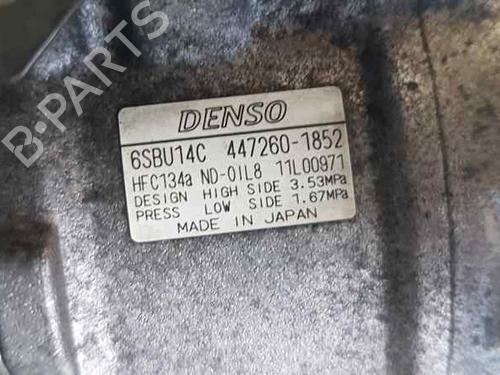 B-PARTS
DENSO
6SBU14C 447260-1852
HFC134a ND-OIL8 11L00971
DESIGN HIGH SIDE 3.53MPa
PRESS LOW SIDE 1.67MPa
MADE IN JAPAN